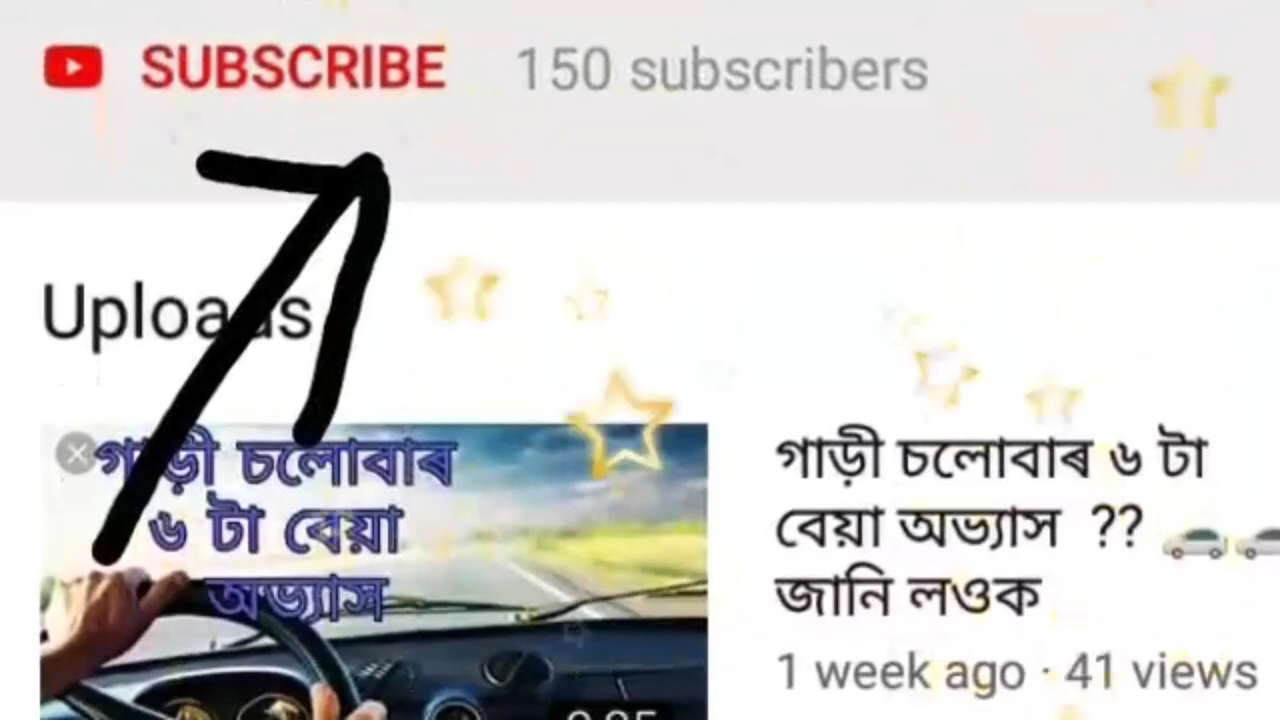 SUBSCRIBE 150 subscribers
Uploads
গাড়ী চলোবাৰ
৬ টা বেয়া
অভ্যাস
গাড়ী চলোবাৰ ৬ টা
বেয়া অভ্যাস ??
জানি লওক
1 week ago · 41 views